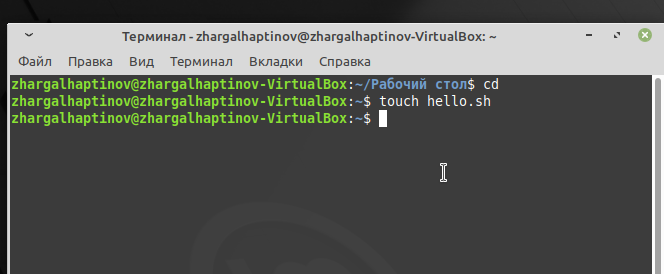 Терминал - zhargalhaptinov@zhargalhaptinov-VirtualBox: ~
Файл Правка Вид Терминал Вкладки Справка
zhargalhaptinov@zhargalhaptinov-VirtualBox:~/Рабочий стол$ cd
zhargalhaptinov@zhargalhaptinov-VirtualBox:~$ touch hello.sh
zhargalhaptinov@zhargalhaptinov-VirtualBox:~$